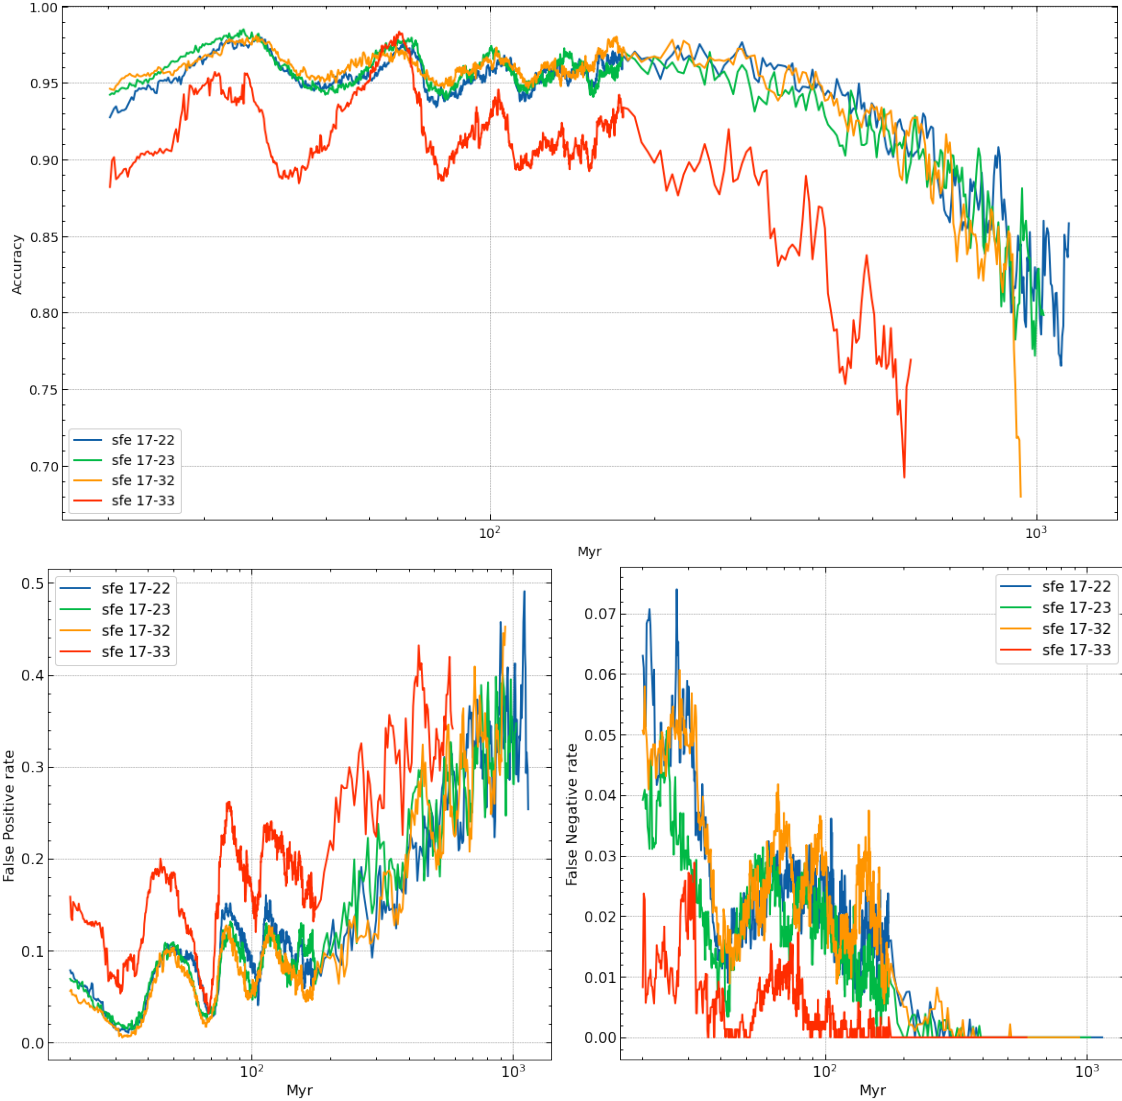 1.00
0.95
0.90
0.85
0.80
0.75
0.70
Accuracy
sfe 17-22
sfe 17-23
sfe 17-32
sfe 17-33
10²
10³
Myr
0.5
0.4
0.3
0.2
0.1
0.0
False Positive rate
sfe 17-22
sfe 17-23
sfe 17-32
sfe 17-33
10²
10³
Myr
0.07
0.06
0.05
0.04
0.03
0.02
0.01
0.00
False Negative rate
sfe 17-22
sfe 17-23
sfe 17-32
sfe 17-33
10²
10³
Myr